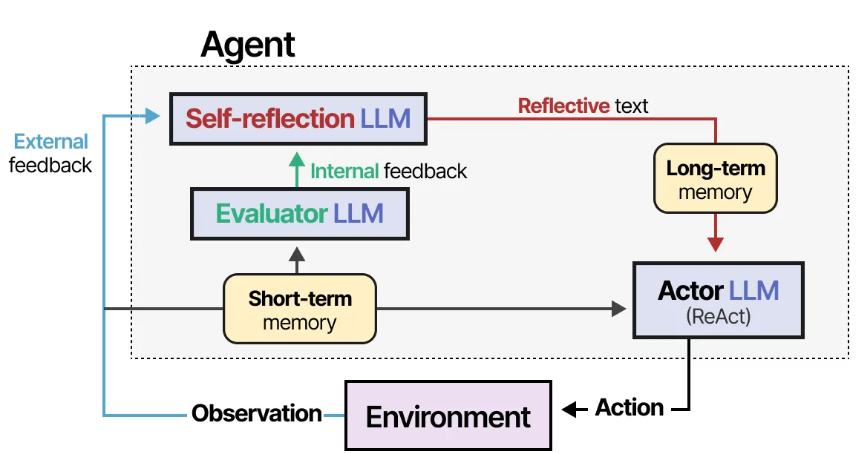 Agent
Self-reflection LLM
Reflective text
External
feedback
Internal feedback
Long-term
memory
Evaluator LLM
Short-term
memory
Actor LLM
(ReAct)
Observation
Environment
Action